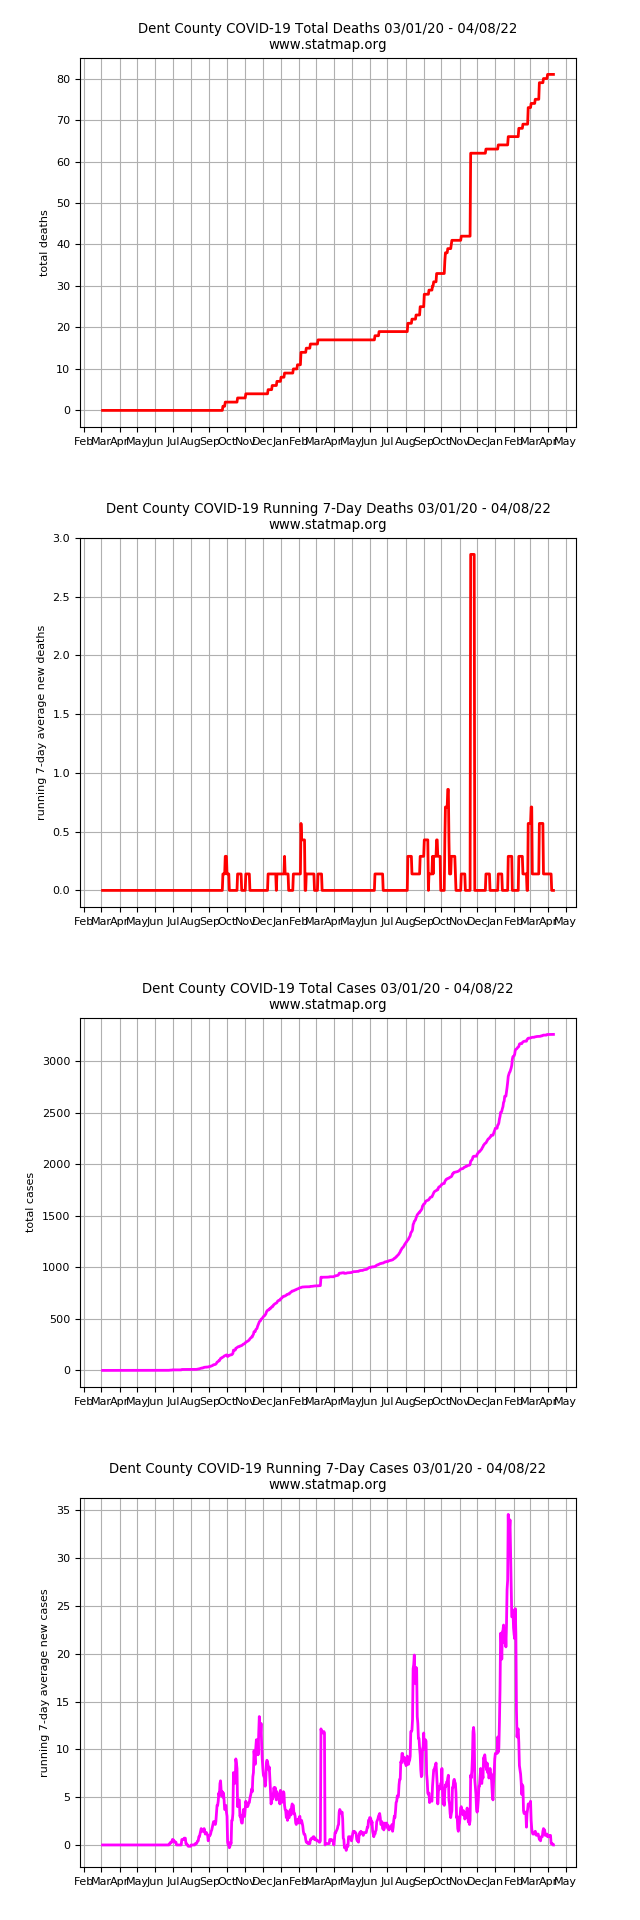 Dent County COVID-19 Total Deaths 03/01/20 - 04/08/22
www.statmap.org
80
70
60
50
40
30
20
10
0
total deaths
Feb Mar Apr May Jun Jul Aug Sep Oct Nov Dec Jan Feb Mar Apr May Jun Jul Aug Sep Oct Nov Dec Jan Feb Mar Apr May
Dent County COVID-19 Running 7-Day Deaths 03/01/20 - 04/08/22
www.statmap.org
3.0
2.5
2.0
1.5
1.0
0.5
0.0
running 7-day average new deaths
Feb Mar Apr May Jun Jul Aug Sep Oct Nov Dec Jan Feb Mar Apr May Jun Jul Aug Sep Oct Nov Dec Jan Feb Mar Apr May
Dent County COVID-19 Total Cases 03/01/20 - 04/08/22
www.statmap.org
3000
2500
2000
1500
1000
500
0
total cases
Feb Mar Apr May Jun Jul Aug Sep Oct Nov Dec Jan Feb Mar Apr May Jun Jul Aug Sep Oct Nov Dec Jan Feb Mar Apr May
Dent County COVID-19 Running 7-Day Cases 03/01/20 - 04/08/22
www.statmap.org
35
30
25
20
15
10
5
0
running 7-day average new cases
Feb Mar Apr May Jun Jul Aug Sep Oct Nov Dec Jan Feb Mar Apr May Jun Jul Aug Sep Oct Nov Dec Jan Feb Mar Apr May